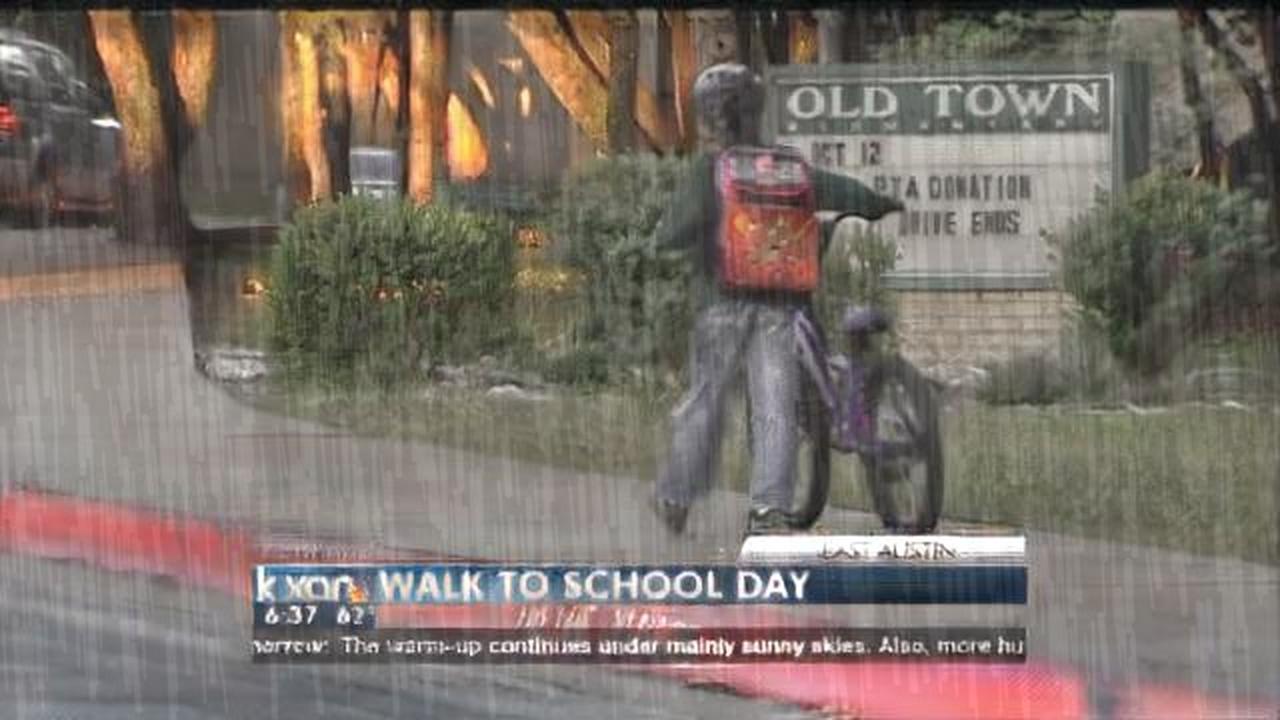 OLD TOWN
OCT 12
PTA DONATION
DRIVE ENDS
EAST AUSTIN
kxan WALK TO SCHOOL DAY
6:37 62°
The warm-up continues under mainly sunny skies. Also, more hu